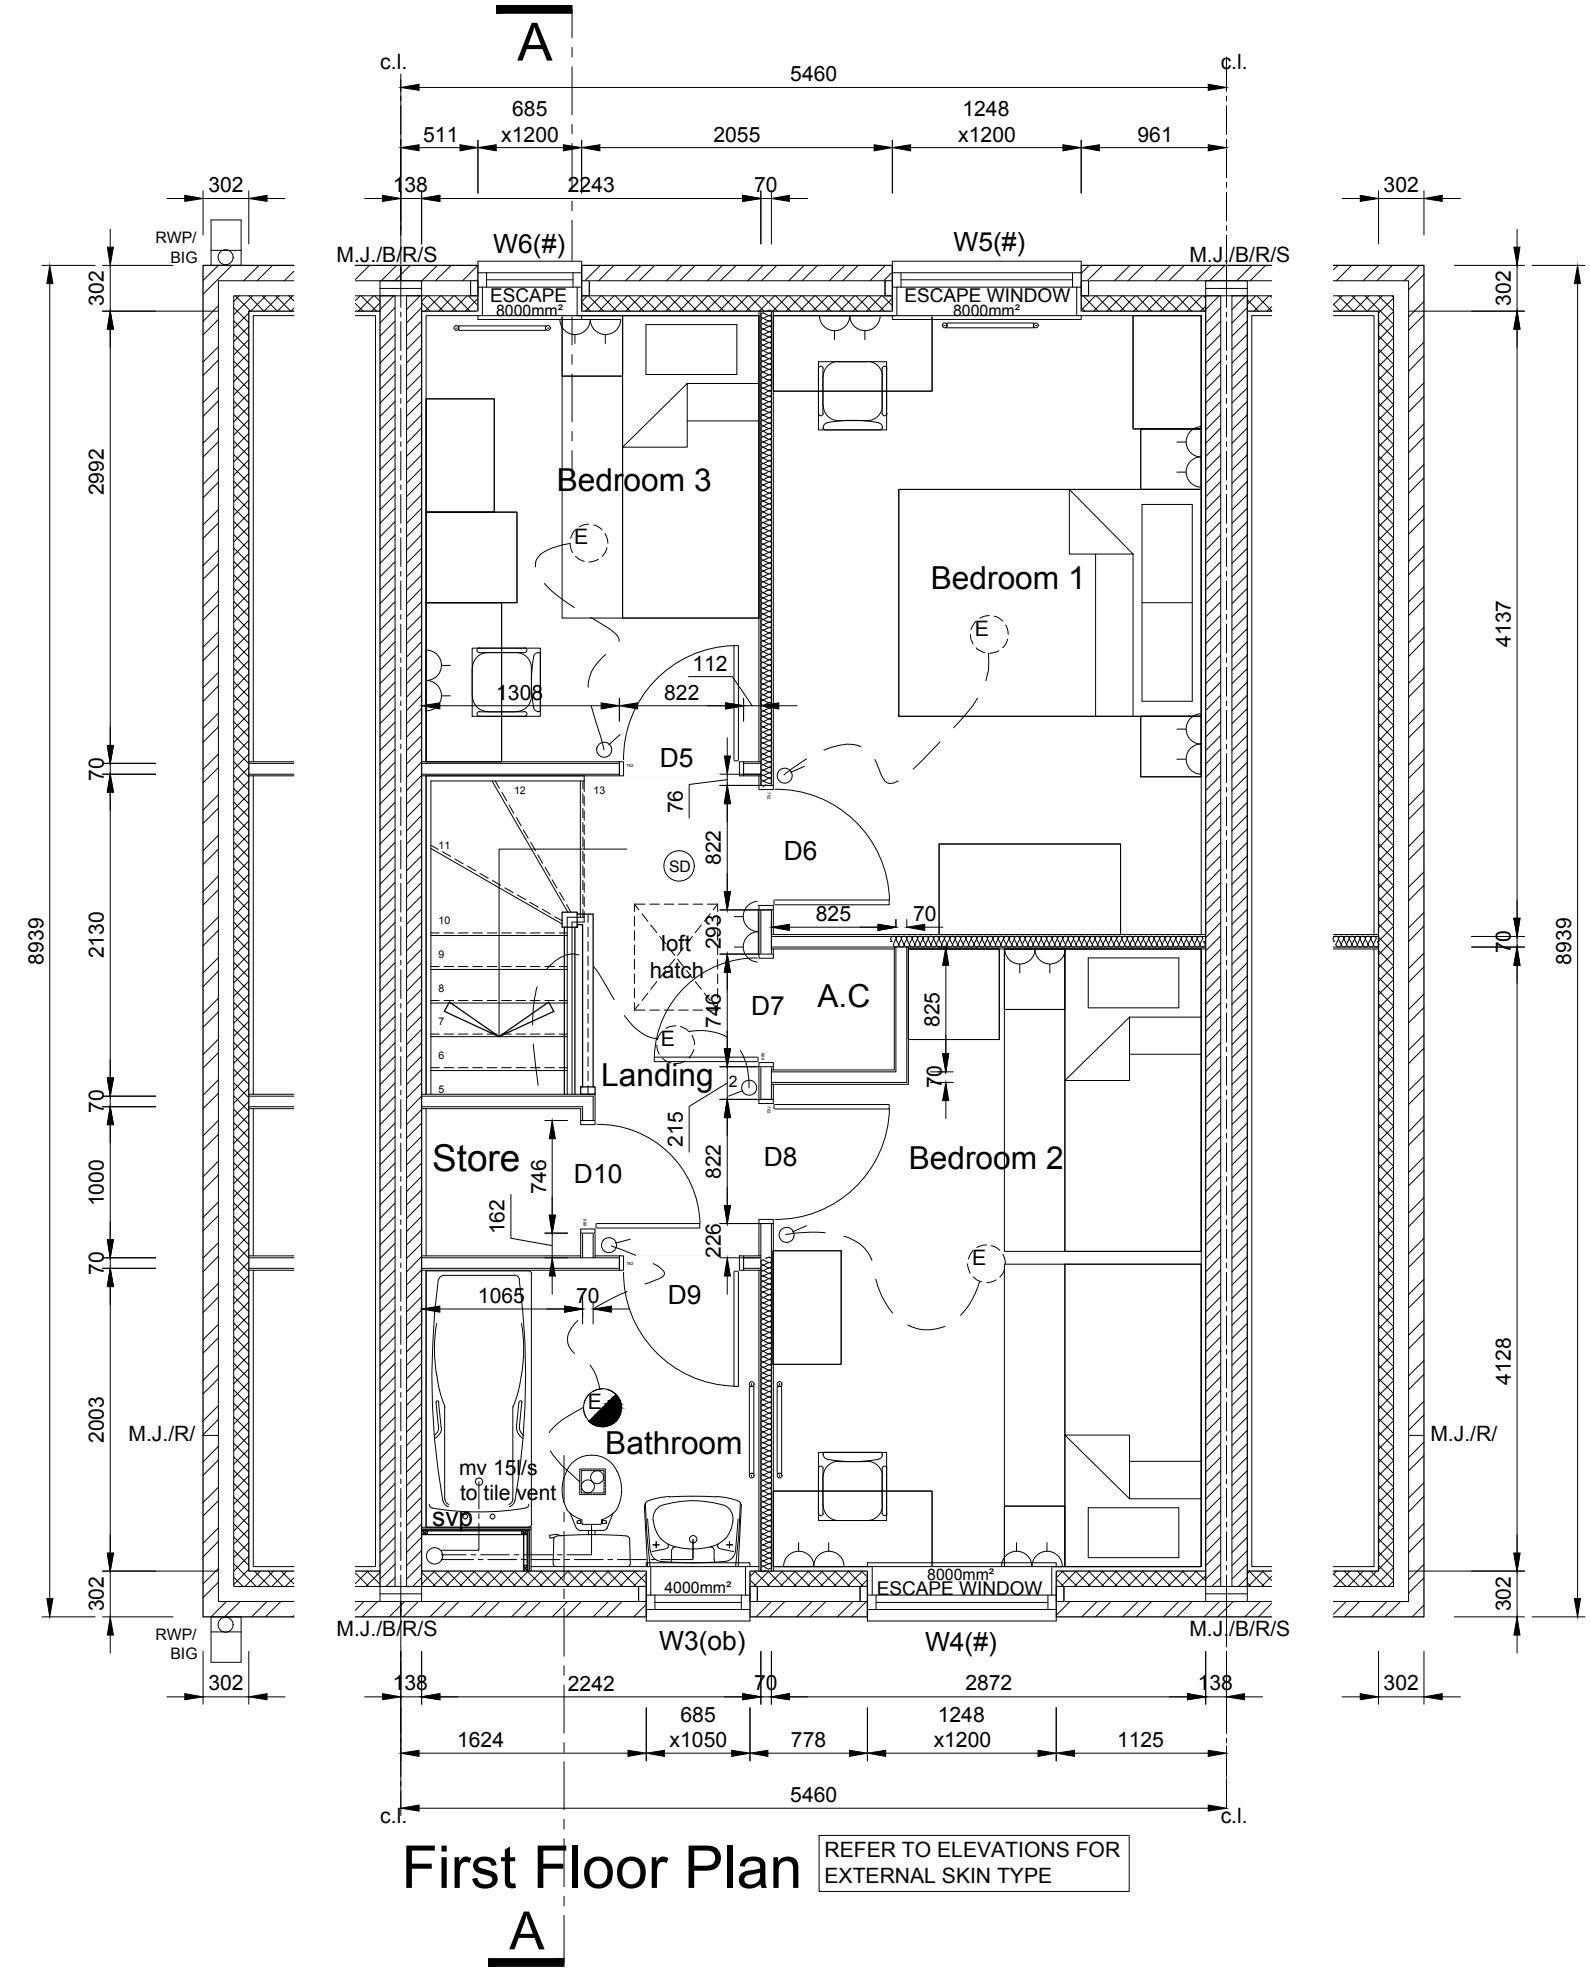 A
c.l.
c.l.
5460
685
1248
511
x1200
2055
x1200
961
302
138
2243
70
302
RWP/
BIG
M.J./B/R/S
W6(#)
W5(#)
M.J./B/R/S
302
ESCAPE
8000mm²
ESCAPE WINDOW
8000mm²
302
2992
Bedroom 3
E
Bedroom 1
E
4137
112
1308
822
D5
762
70
76
762
12
13
11
822
D6
SD
10
9
8
7
6
5
293
825
70
loft
hatch
8939
2130
8939
70
746
D7
A.C
825
E
Landing
2
70
70
215
762
Store
746
D10
822
D8
Bedroom 2
1000
162
226
E
70
762
1065
70
D9
2003
4128
E
M.J./R/
Bathroom
M.J./R/
mv 15l/s
to tile vent
svp
302
4000mm²
8000mm²
ESCAPE WINDOW
302
RWP/
BIG
M.J./B/R/S
W3(ob)
W4(#)
M.J./B/R/S
302
138
2242
70
2872
138
302
685
1248
1624
x1050
778
x1200
1125
5460
c.l.
c.l.
First Floor Plan
REFER TO ELEVATIONS FOR
EXTERNAL SKIN TYPE
A